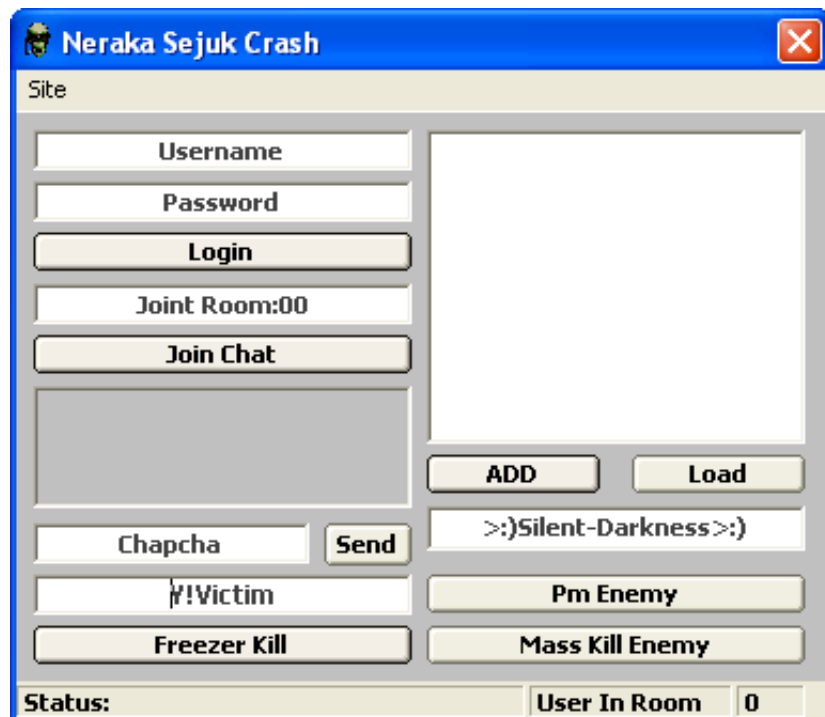 Neraka Sejuk Crash
Site
Username
Password
Login
Joint Room:00
Join Chat
ADD
Load
Chapcha
Send
>:)Silent-Darkness>:)
Y!Victim
Pm Enemy
Freezer Kill
Mass Kill Enemy
Status:
User In Room
0